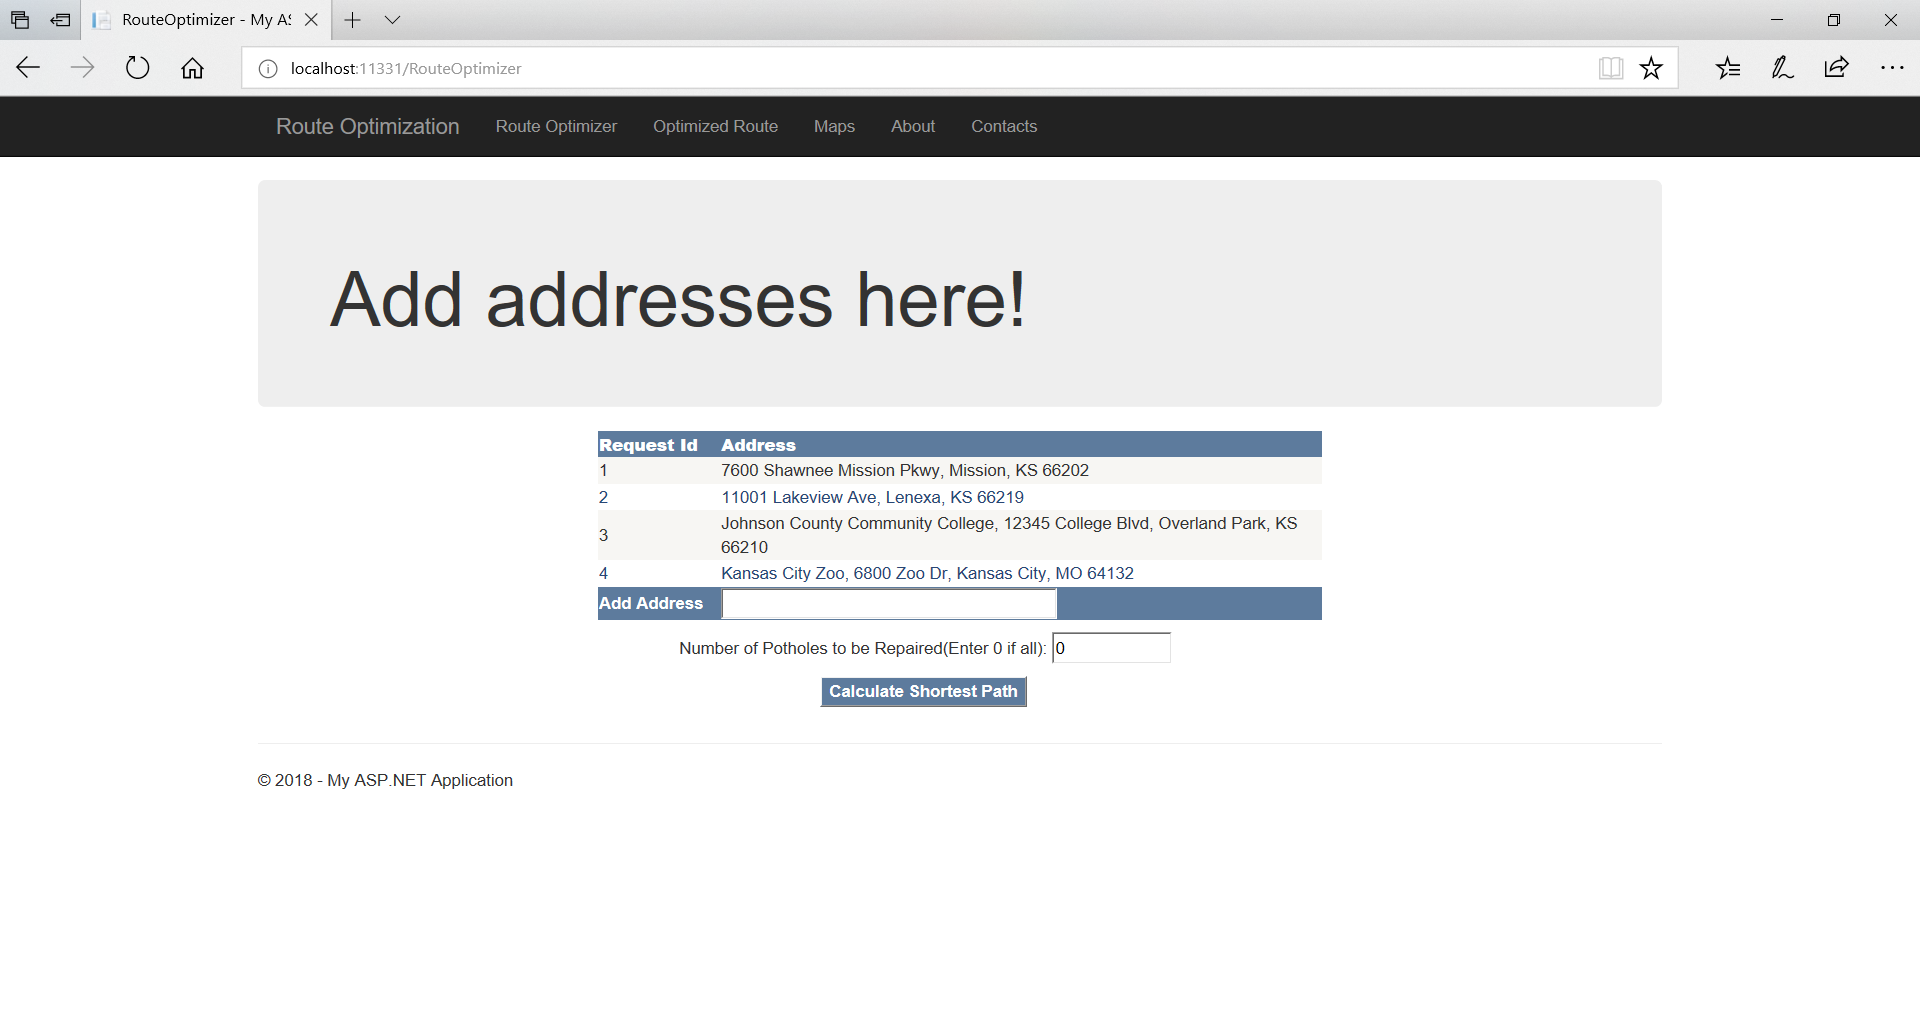 RouteOptimizer - My AS
localhost:11331/RouteOptimizer
Route Optimization Route Optimizer Optimized Route Maps About Contacts
Add addresses here!
Request Id Address
1 7600 Shawnee Mission Pkwy, Mission, KS 66202
2 11001 Lakeview Ave, Lenexa, KS 66219
3 Johnson County Community College, 12345 College Blvd, Overland Park, KS
66210
4 Kansas City Zoo, 6800 Zoo Dr, Kansas City, MO 64132
Add Address
Number of Potholes to be Repaired(Enter 0 if all): 0
Calculate Shortest Path
© 2018 - My ASP.NET Application